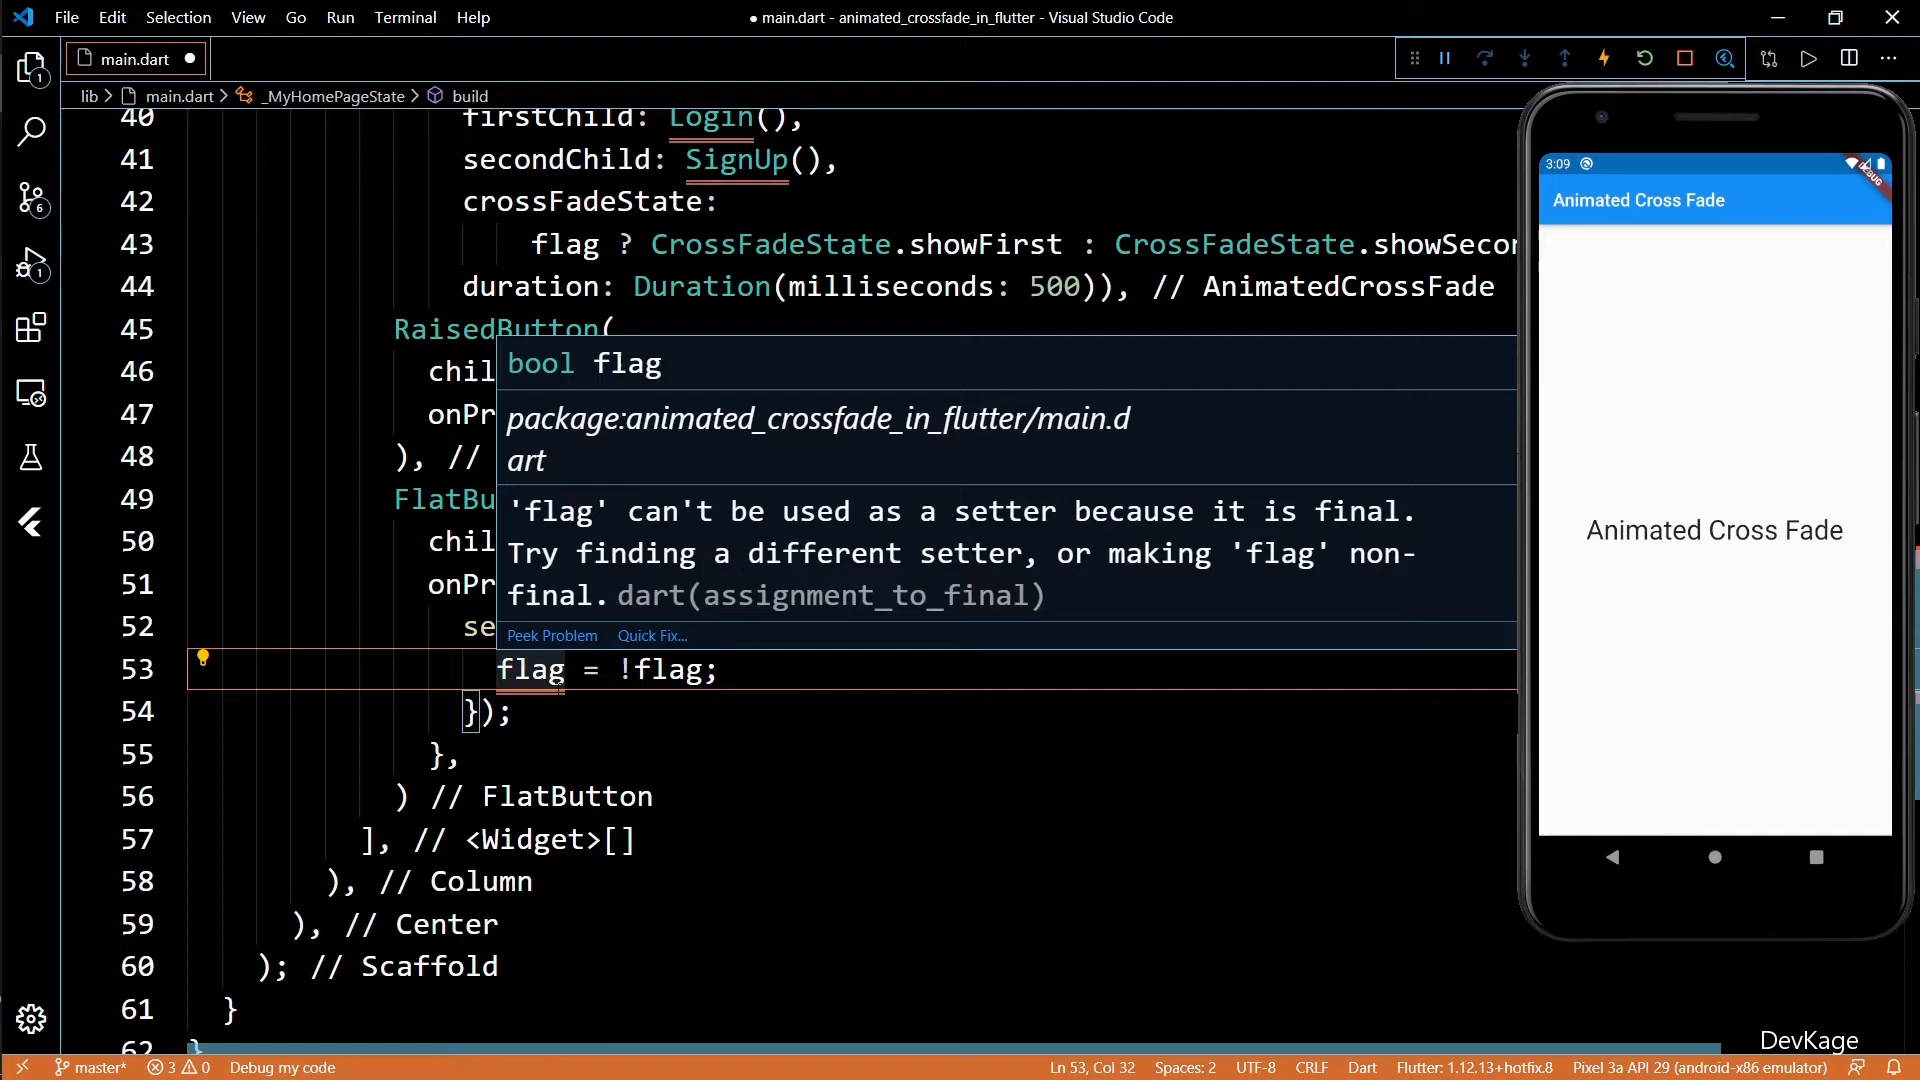 File Edit Selection View Go Run Terminal Help
● main.dart - animated_crossfade_in_flutter - Visual Studio Code
main.dart ●
lib > main.dart > _MyHomePageState > build
40 firstChild: Login(),
41 secondChild: SignUp(),
42 crossFadeState:
43 flag ? CrossFadeState.showFirst : CrossFadeState.showSecon
44 duration: Duration(milliseconds: 500)), // AnimatedCrossFade
45 RaisedButton(
46 chil
47 onPr
48 ), //
49 FlatBu
50 chil
51 onPr
52 se
bool flag
package:animated_crossfade_in_flutter/main.d
art
'flag' can't be used as a setter because it is final.
Try finding a different setter, or making 'flag' non-
final. dart(assignment_to_final)
Peek Problem Quick Fix...
53 flag = !flag;
54 });
55 },
56 ) // FlatButton
57 ], // <Widget>[]
58 ), // Column
59 ), // Center
60 ); // Scaffold
61 }
62 }
1
6
1
3:09
DEBUG
Animated Cross Fade
Animated Cross Fade
DevKage
master* 3 0 Debug my code
Ln 53, Col 32 Spaces: 2 UTF-8 CRLF Dart Flutter: 1.12.13+hotfix.8 Pixel 3a API 29 (android-x86 emulator)